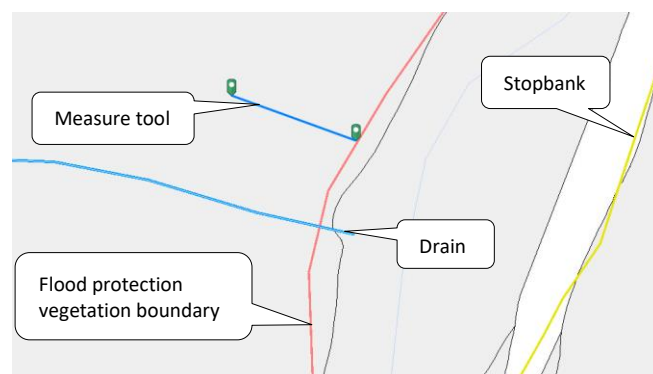 Stopbank
Measure tool
Drain
Flood protection
vegetation boundary